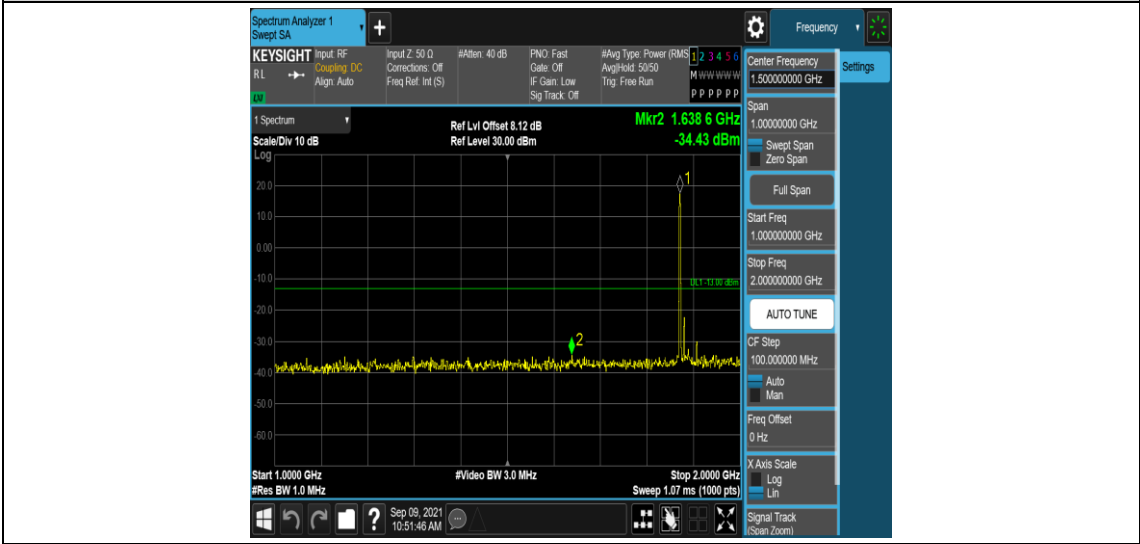 Spectrum Analyzer 1
Swept SA
+
Frequency
KEYSIGHT
RL
LXI
Input: RF
Coupling: DC
Align: Auto
Input Z: 50 Ω
Corrections: Off
Freq Ref: Int (S)
#Atten: 40 dB
PNO: Fast
Gate: Off
IF Gain: Low
Sig Track: Off
#Avg Type: Power (RMS
Avg|Hold: 50/50
Trig: Free Run
1 2 3 4 5 6
M W W W W W
P P P P P P
1 Spectrum
Scale/Div 10 dB
Log
Ref Lvl Offset 8.12 dB
Ref Level 30.00 dBm
Mkr2 1.638 6 GHz
-34.43 dBm
20.0
10.0
0.00
-10.0
-20.0
-30.0
-40.0
-50.0
-60.0
1
DL1 -13.00 dBm
2
Start 1.0000 GHz
#Res BW 1.0 MHz
#Video BW 3.0 MHz
Stop 2.0000 GHz
Sweep 1.07 ms (1000 pts)
?
Sep 09, 2021
10:51:46 AM
Center Frequency
1.500000000 GHz
Settings
Span
1.00000000 GHz
Swept Span
Zero Span
Full Span
Start Freq
1.000000000 GHz
Stop Freq
2.000000000 GHz
AUTO TUNE
CF Step
100.000000 MHz
Auto
Man
Freq Offset
0 Hz
X Axis Scale
Log
Lin
Signal Track
(Span Zoom)